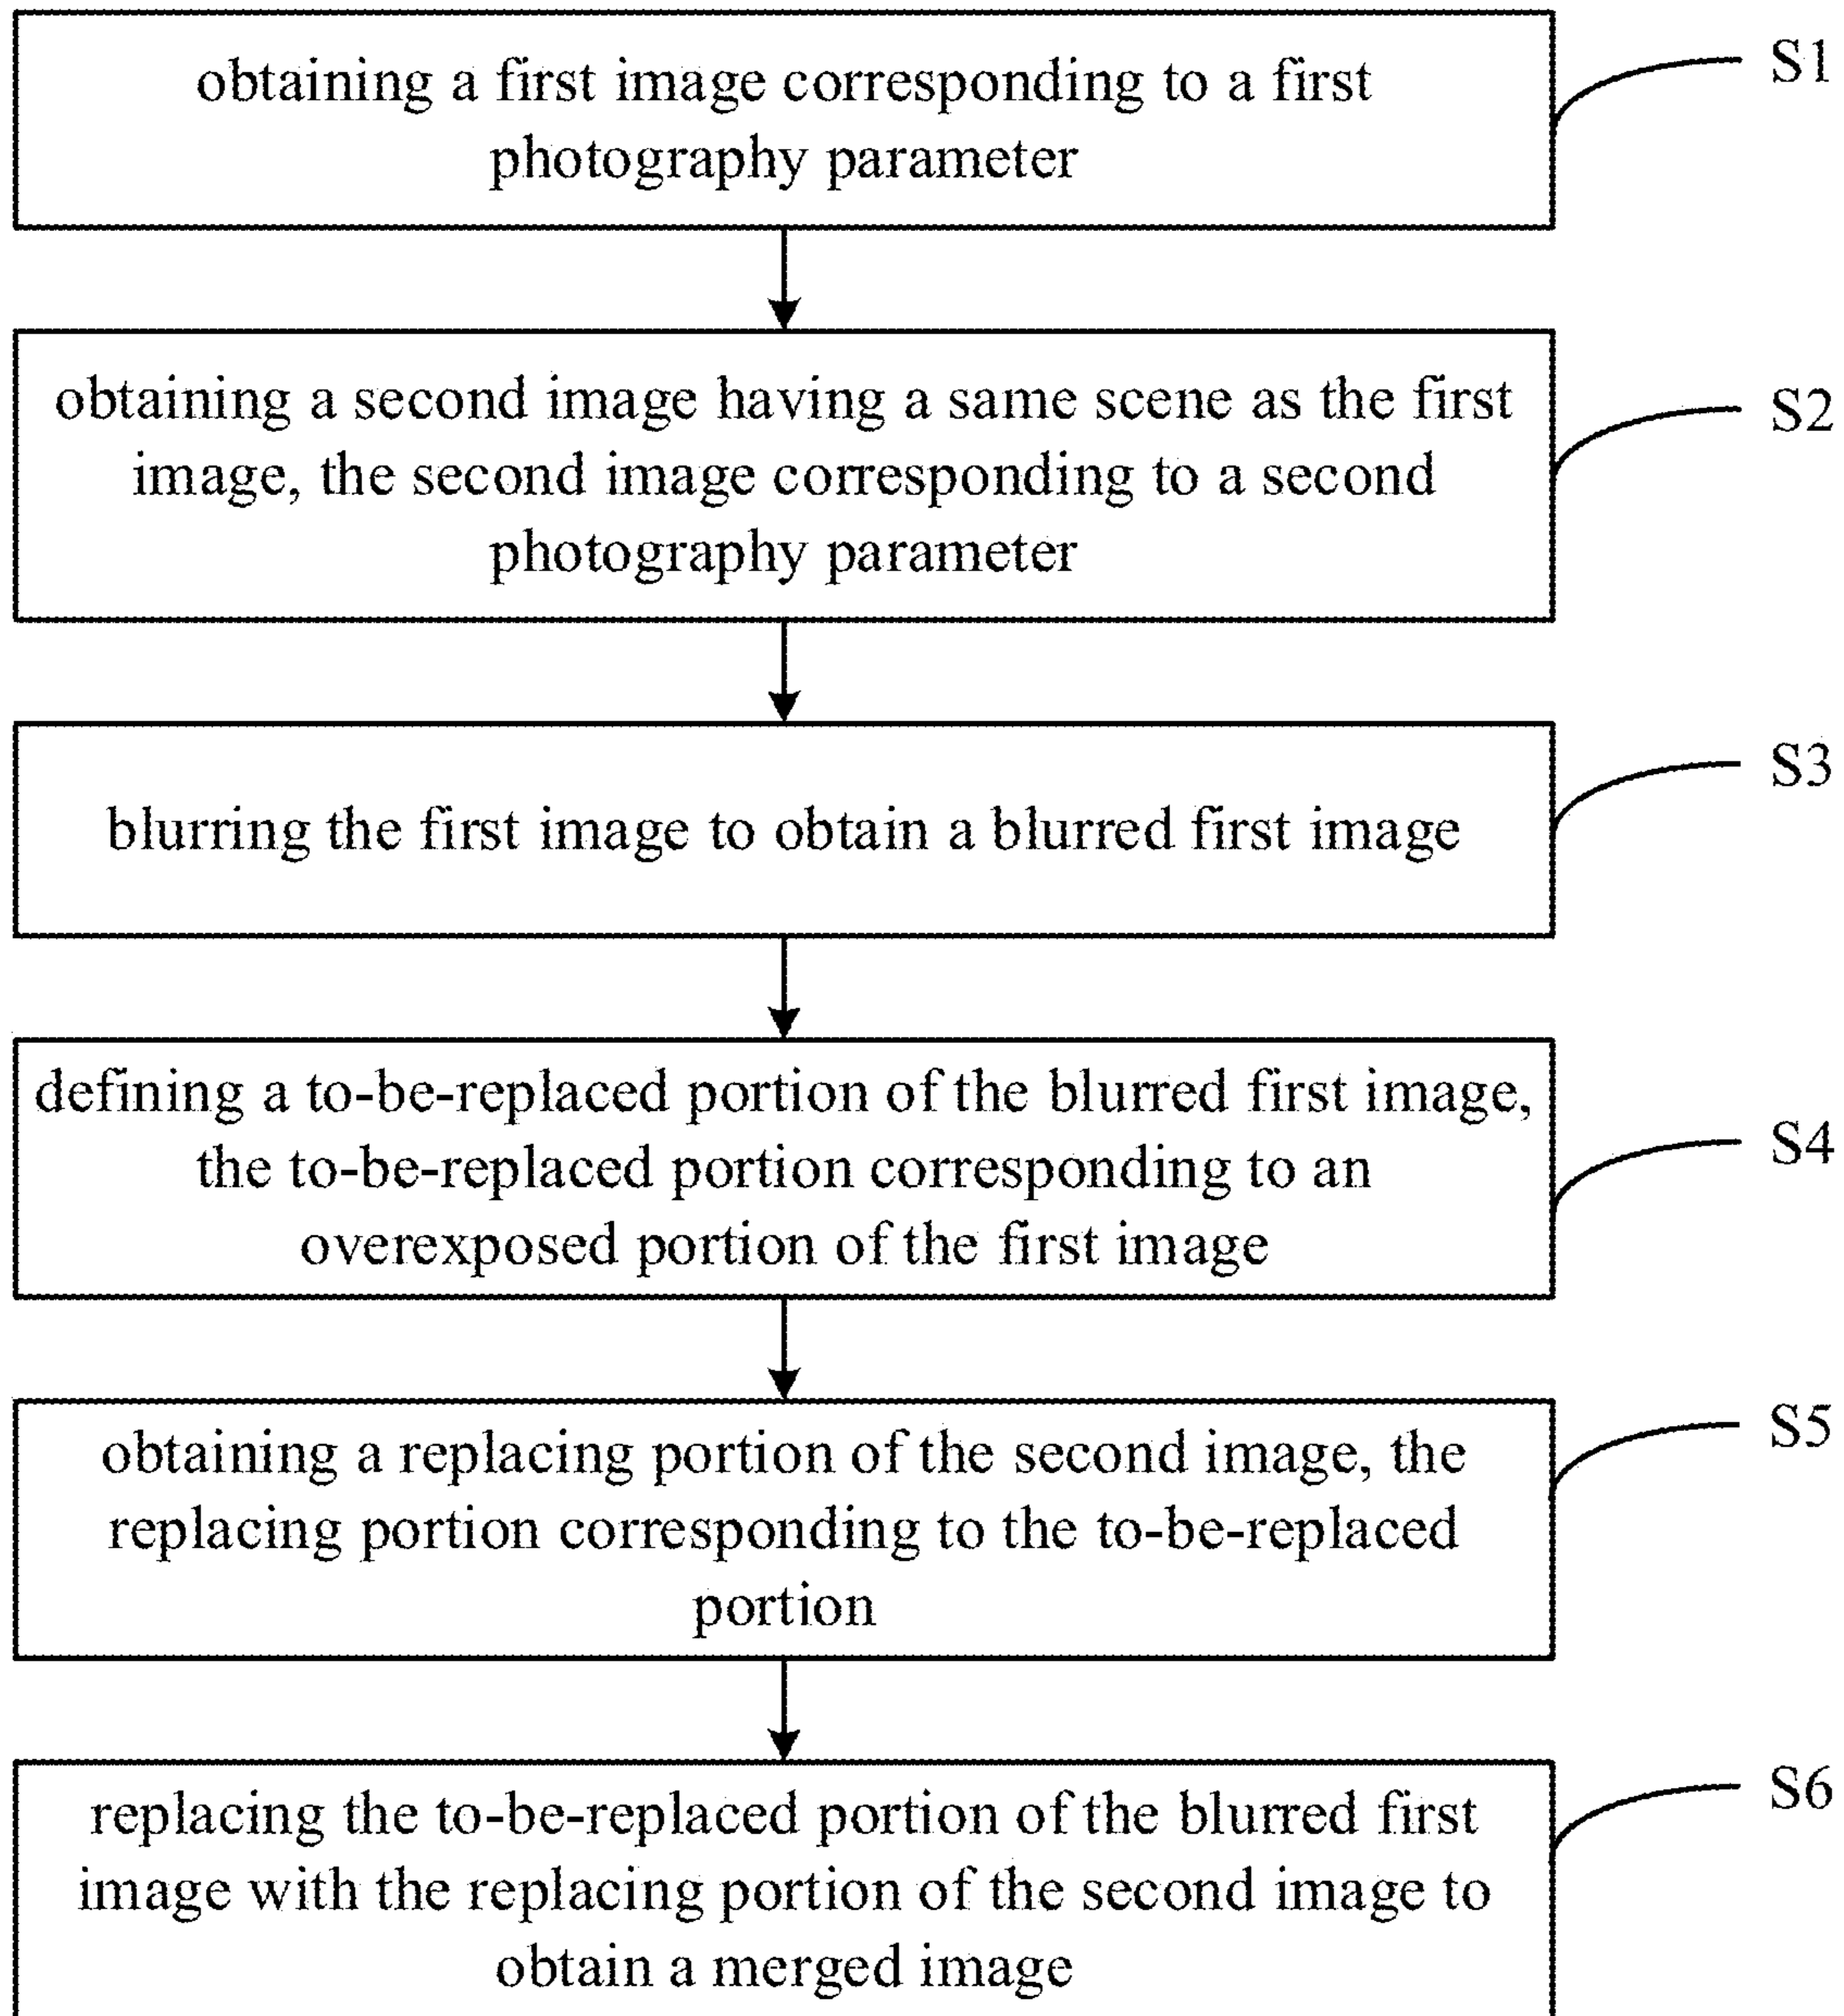 obtaining a first image corresponding to a first
photography parameter
S1
obtaining a second image having a same scene as the first
image, the second image corresponding to a second
photography parameter
S2
blurring the first image to obtain a blurred first image
S3
defining a to-be-replaced portion of the blurred first image,
the to-be-replaced portion corresponding to an
overexposed portion of the first image
S4
obtaining a replacing portion of the second image, the
replacing portion corresponding to the to-be-replaced
portion
S5
replacing the to-be-replaced portion of the blurred first
image with the replacing portion of the second image to
obtain a merged image
S6